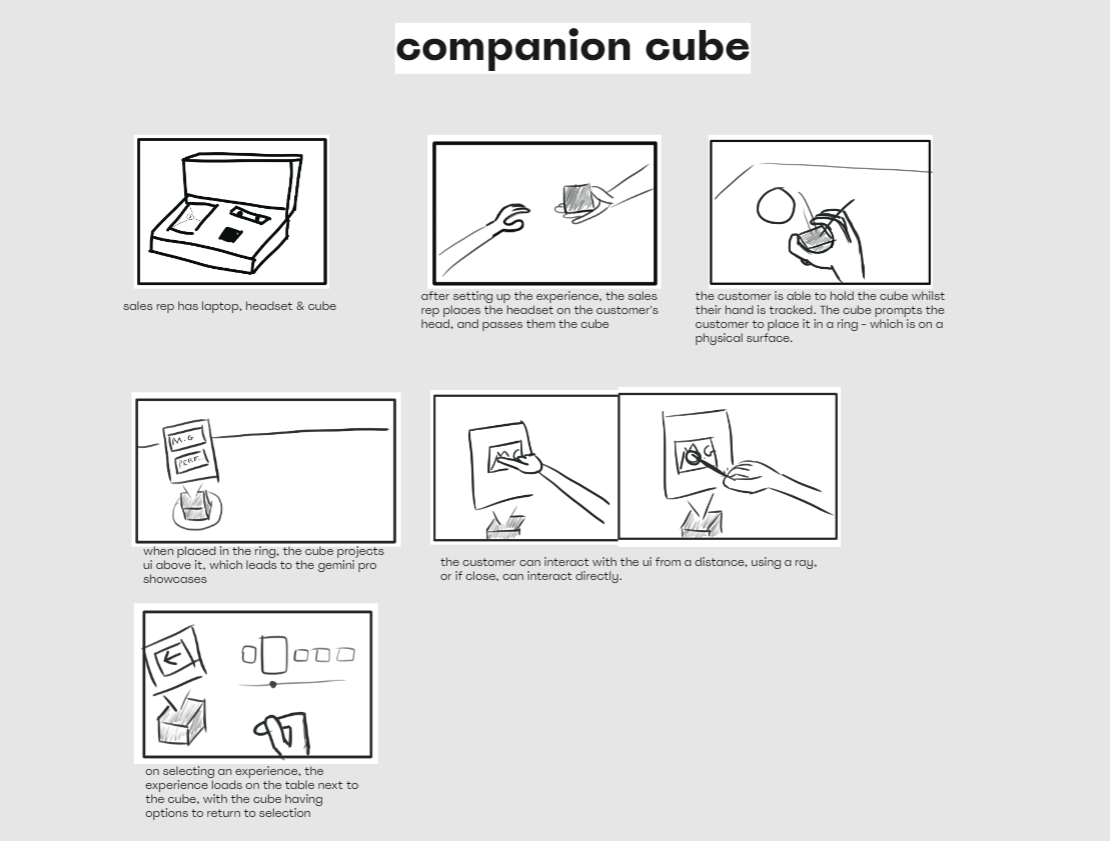 companion cube
sales rep has laptop, headset & cube
after setting up the experience, the sales
rep places the headset on the customer's
head, and passes them the cube
the customer is able to hold the cube whilst
their hand is tracked. The cube prompts the
customer to place it in a ring - which is on a
physical surface.
M.G
PERF..
when placed in the ring, the cube projects
ui above it, which leads to the gemini pro
showcases
MG
MG
the customer can interact with the ui from a distance, using a ray,
or if close, can interact directly.
on selecting an experience, the
experience loads on the table next to
the cube, with the cube having
options to return to selection